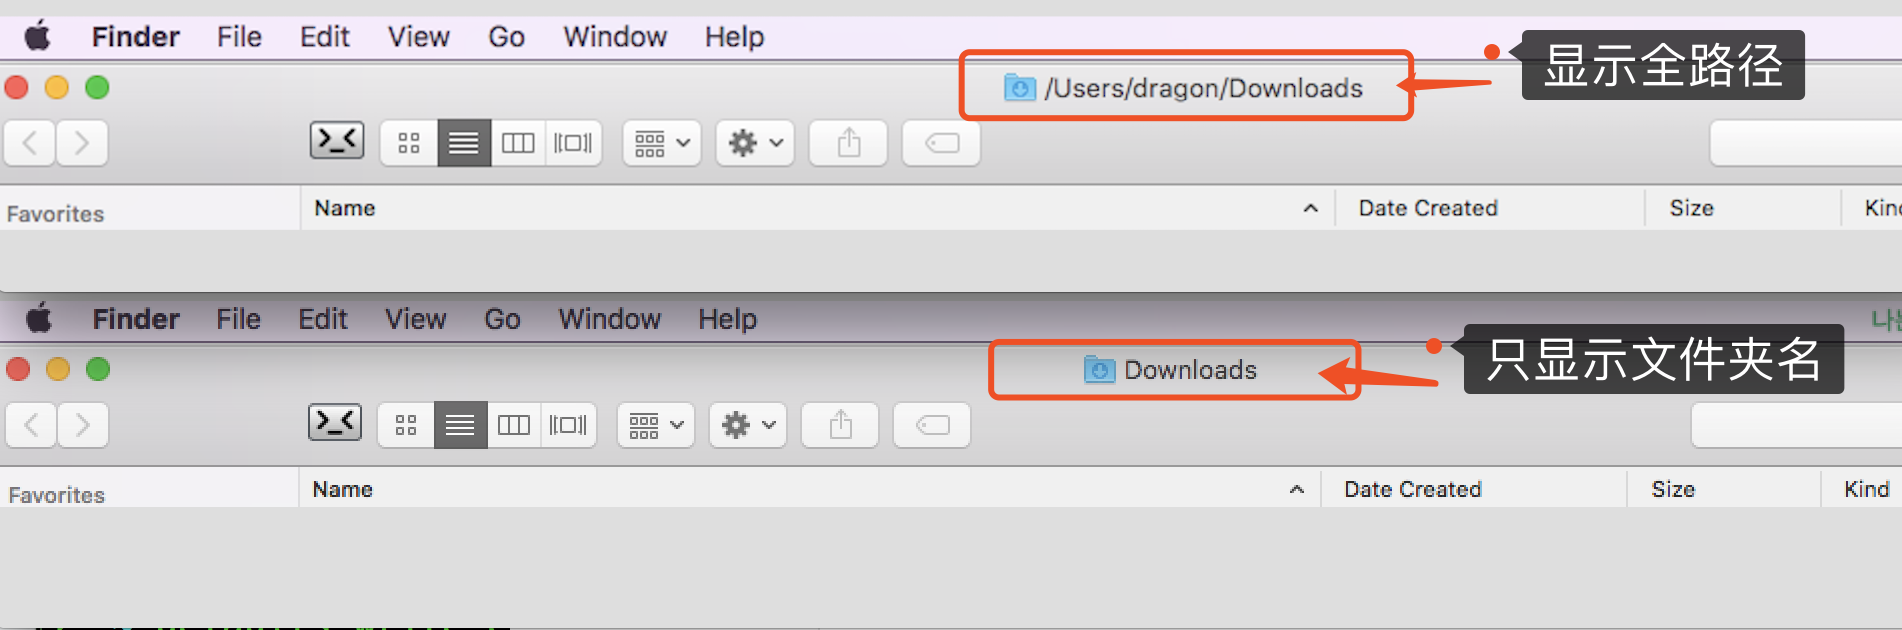 Finder File Edit View Go Window Help
/Users/dragon/Downloads
显示全路径
Favorites Name Date Created Size
Finder File Edit View Go Window Help
Downloads
只显示文件夹名
Favorites Name Date Created Size Kind